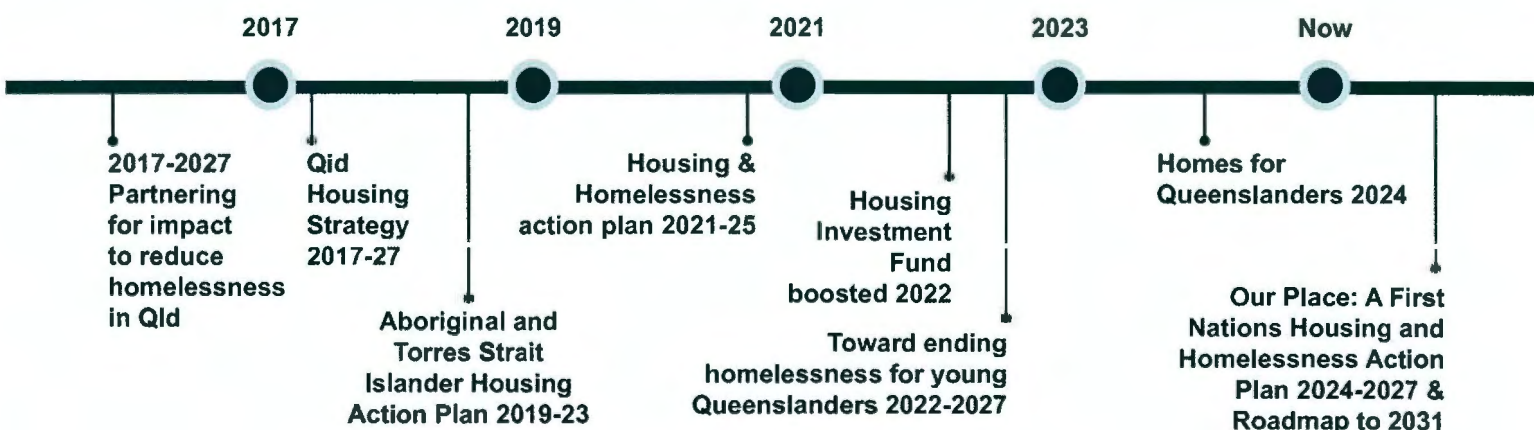 2017
2019
2021
2023
Now
2017-2027
Partnering
for impact
to reduce
homelessness
in Qld
Qid
Housing
Strategy
2017-27
Aboriginal and
Torres Strait
Islander Housing
Action Plan 2019-23
Housing &
Homelessness
action plan 2021-25
Housing
Investment
Fund
boosted 2022
Toward ending
homelessness for young
Queenslanders 2022-2027
Homes for
Queenslanders 2024
Our Place: A First
Nations Housing and
Homelessness Action
Plan 2024-2027 &
Roadmap to 2031